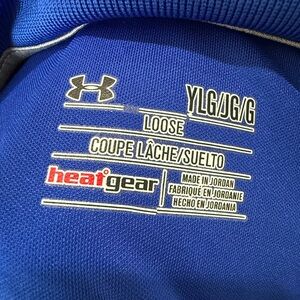 YLG/JG/G
LOOSE
COUPE LÂCHE/SUELTO
heatgear
MADE IN JORDAN
FABRIQUÉ EN JORDANIE
HECHO EN JORDANIA